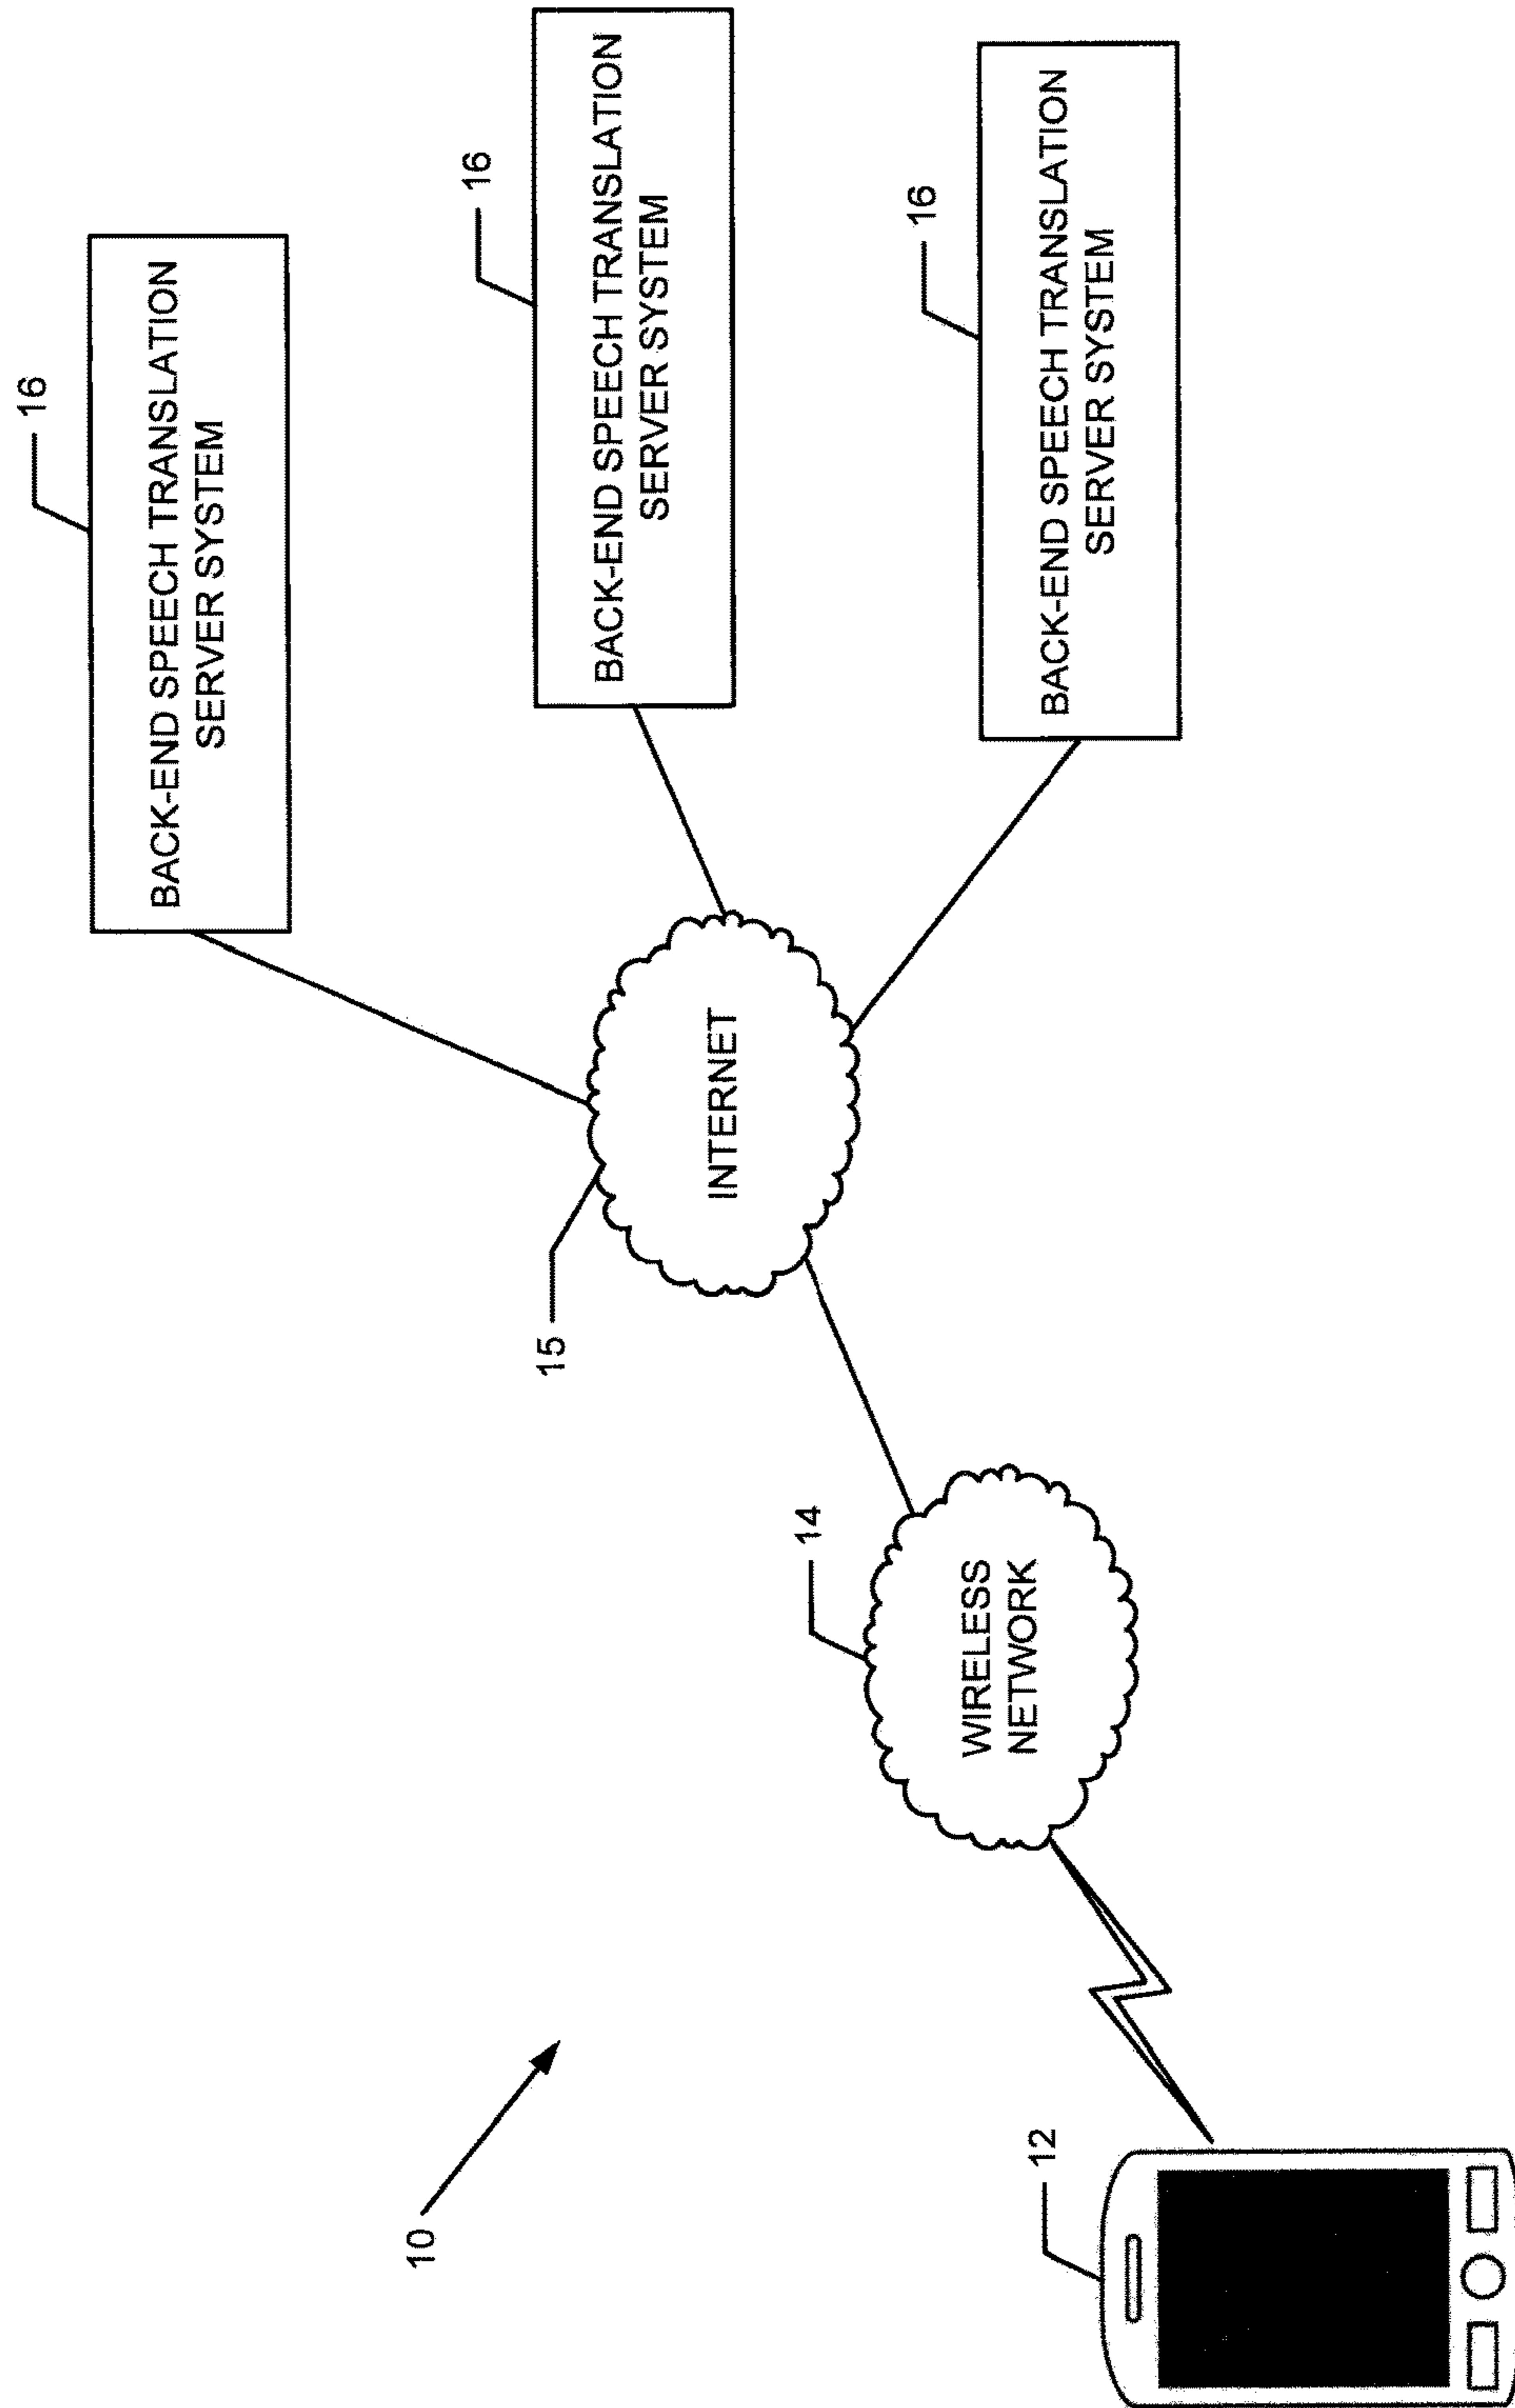 10
12
14
WIRELESS
NETWORK
15
INTERNET
16
BACK-END SPEECH TRANSLATION
SERVER SYSTEM
16
BACK-END SPEECH TRANSLATION
SERVER SYSTEM
16
BACK-END SPEECH TRANSLATION
SERVER SYSTEM